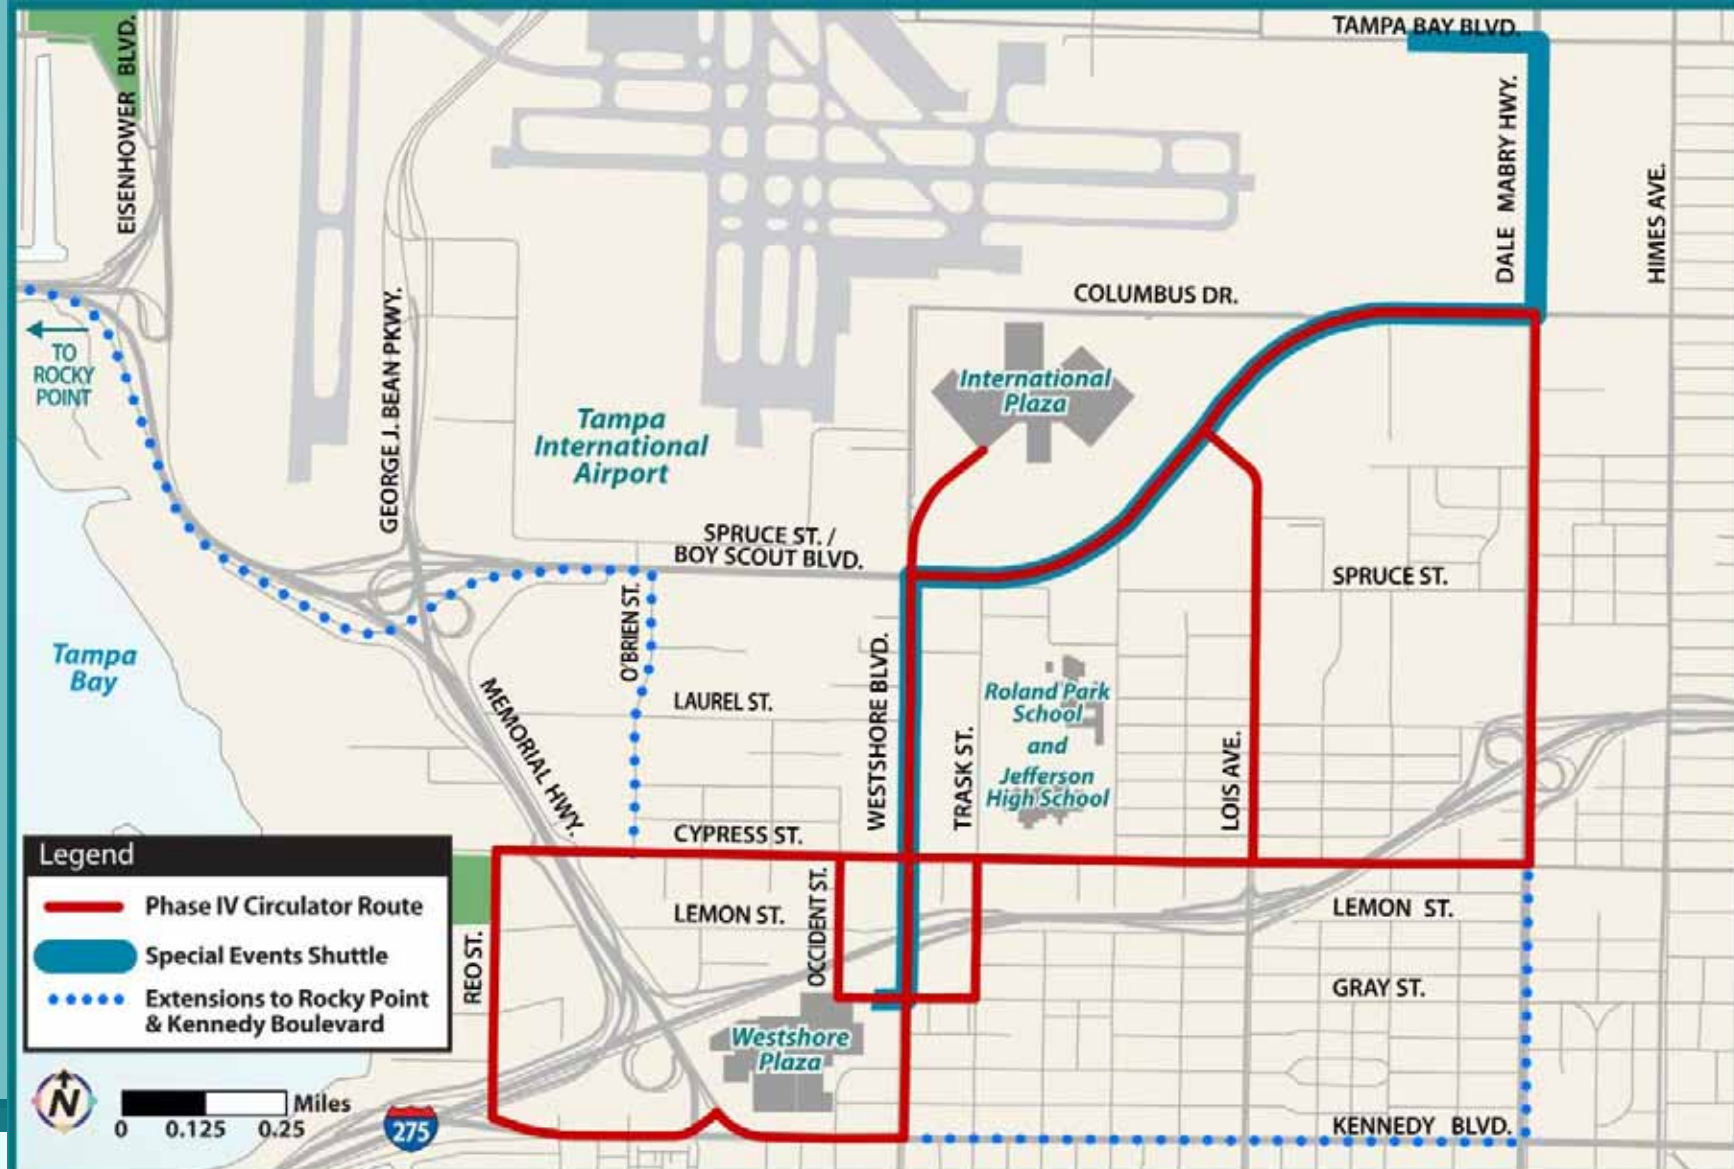 TAMPA BAY BLVD.
EISENHOWER BLVD.
DALE MABRY HWY.
HIMES AVE.
GEORGE J. BEAN PKWY.
COLUMBUS DR.
TO
ROCKY
POINT
International
Plaza
Tampa
International
Airport
SPRUCE ST. /
BOY SCOUT BLVD.
SPRUCE ST.
O'BRIEN ST.
Tampa
Bay
WESTSHORE BLVD.
Roland Park
School
and
Jefferson
High School
LAUREL ST.
MEMORIAL HWY.
TRASK ST.
LOIS AVE.
CYPRESS ST.
Legend
Phase IV Circulator Route
Special Events Shuttle
Extensions to Rocky Point
& Kennedy Boulevard
REO ST.
LEMON ST.
OCCIDENT ST.
LEMON ST.
GRAY ST.
Westshore
Plaza
N
Miles
0 0.125 0.25
275
KENNEDY BLVD.